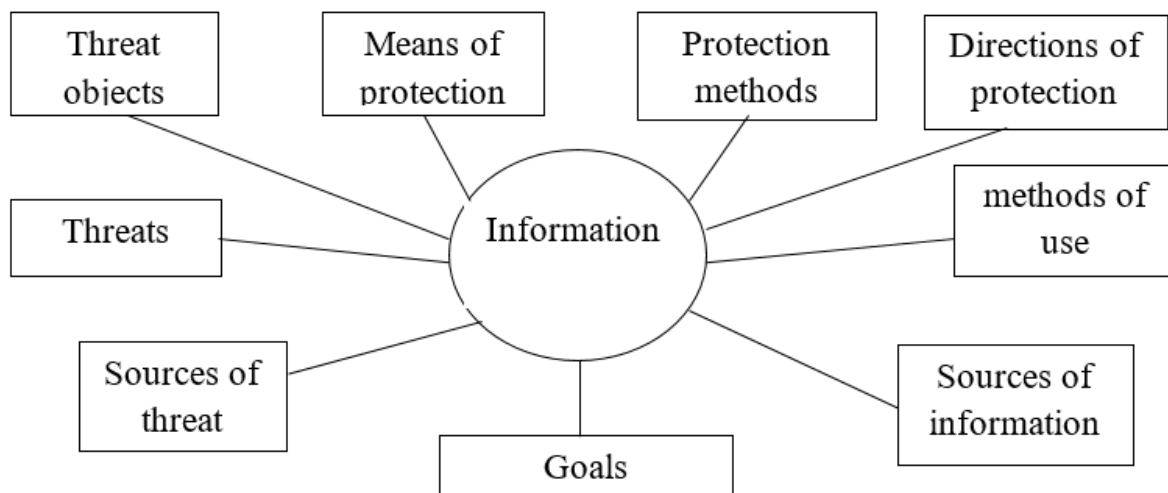 Threat
objects
Means of
protection
Protection
methods
Directions of
protection
Threats
Information
methods of
use
Sources of
threat
Sources of
information
Goals